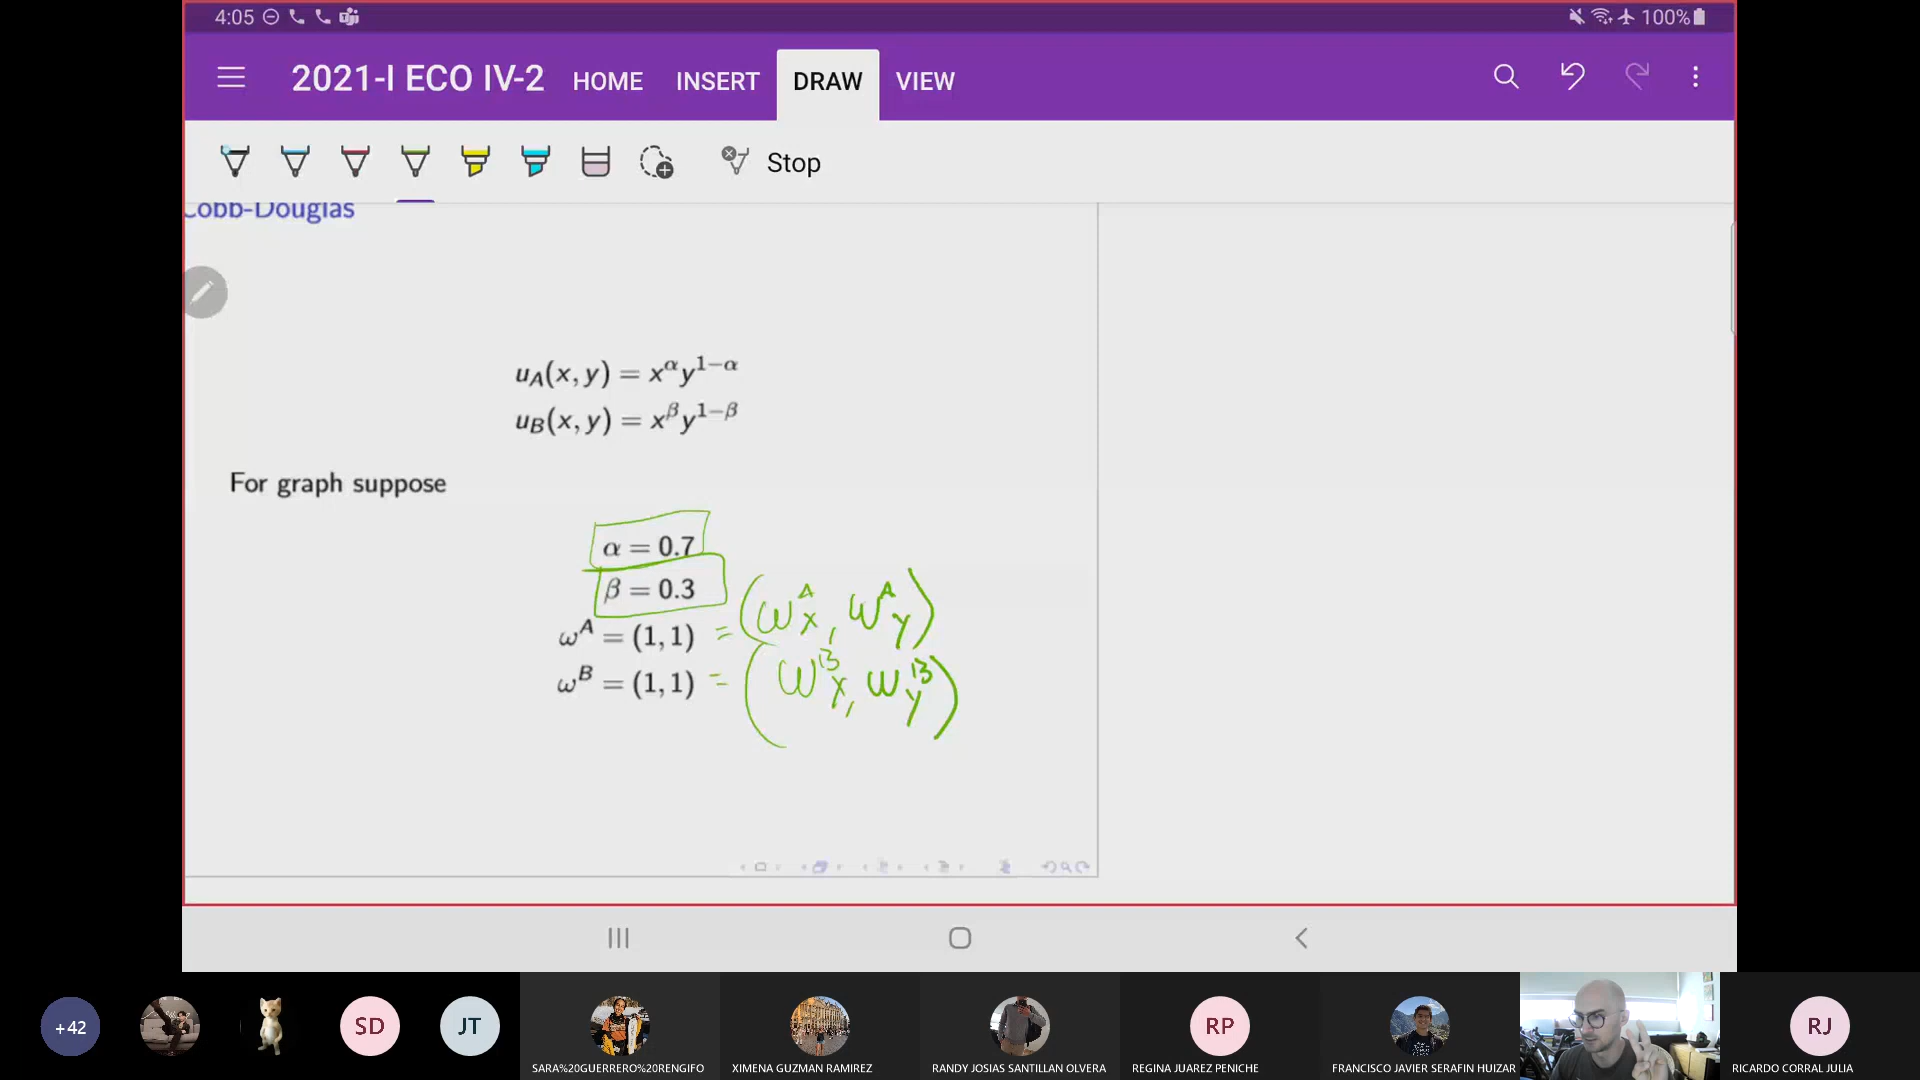 4:05 100%
2021-I ECO IV-2 HOME INSERT DRAW VIEW
Stop
Cobb-Douglas
u_A(x, y) = x^α y^{1−α}
u_B(x, y) = x^β y^{1−β}
For graph suppose
α = 0.7
β = 0.3
ω^A = (1, 1) = (ω^A_x, ω^A_y)
ω^B = (1, 1) = (ω^B_x, ω^B_y)
+42 SD JT RP RJ
SARA%20GUERRERO%20RENGIFO XIMENA GUZMAN RAMIREZ RANDY JOSIAS SANTILLAN OLVERA REGINA JUAREZ PENICHE FRANCISCO JAVIER SERAFIN HUIZAR RICARDO CORRAL JULIA